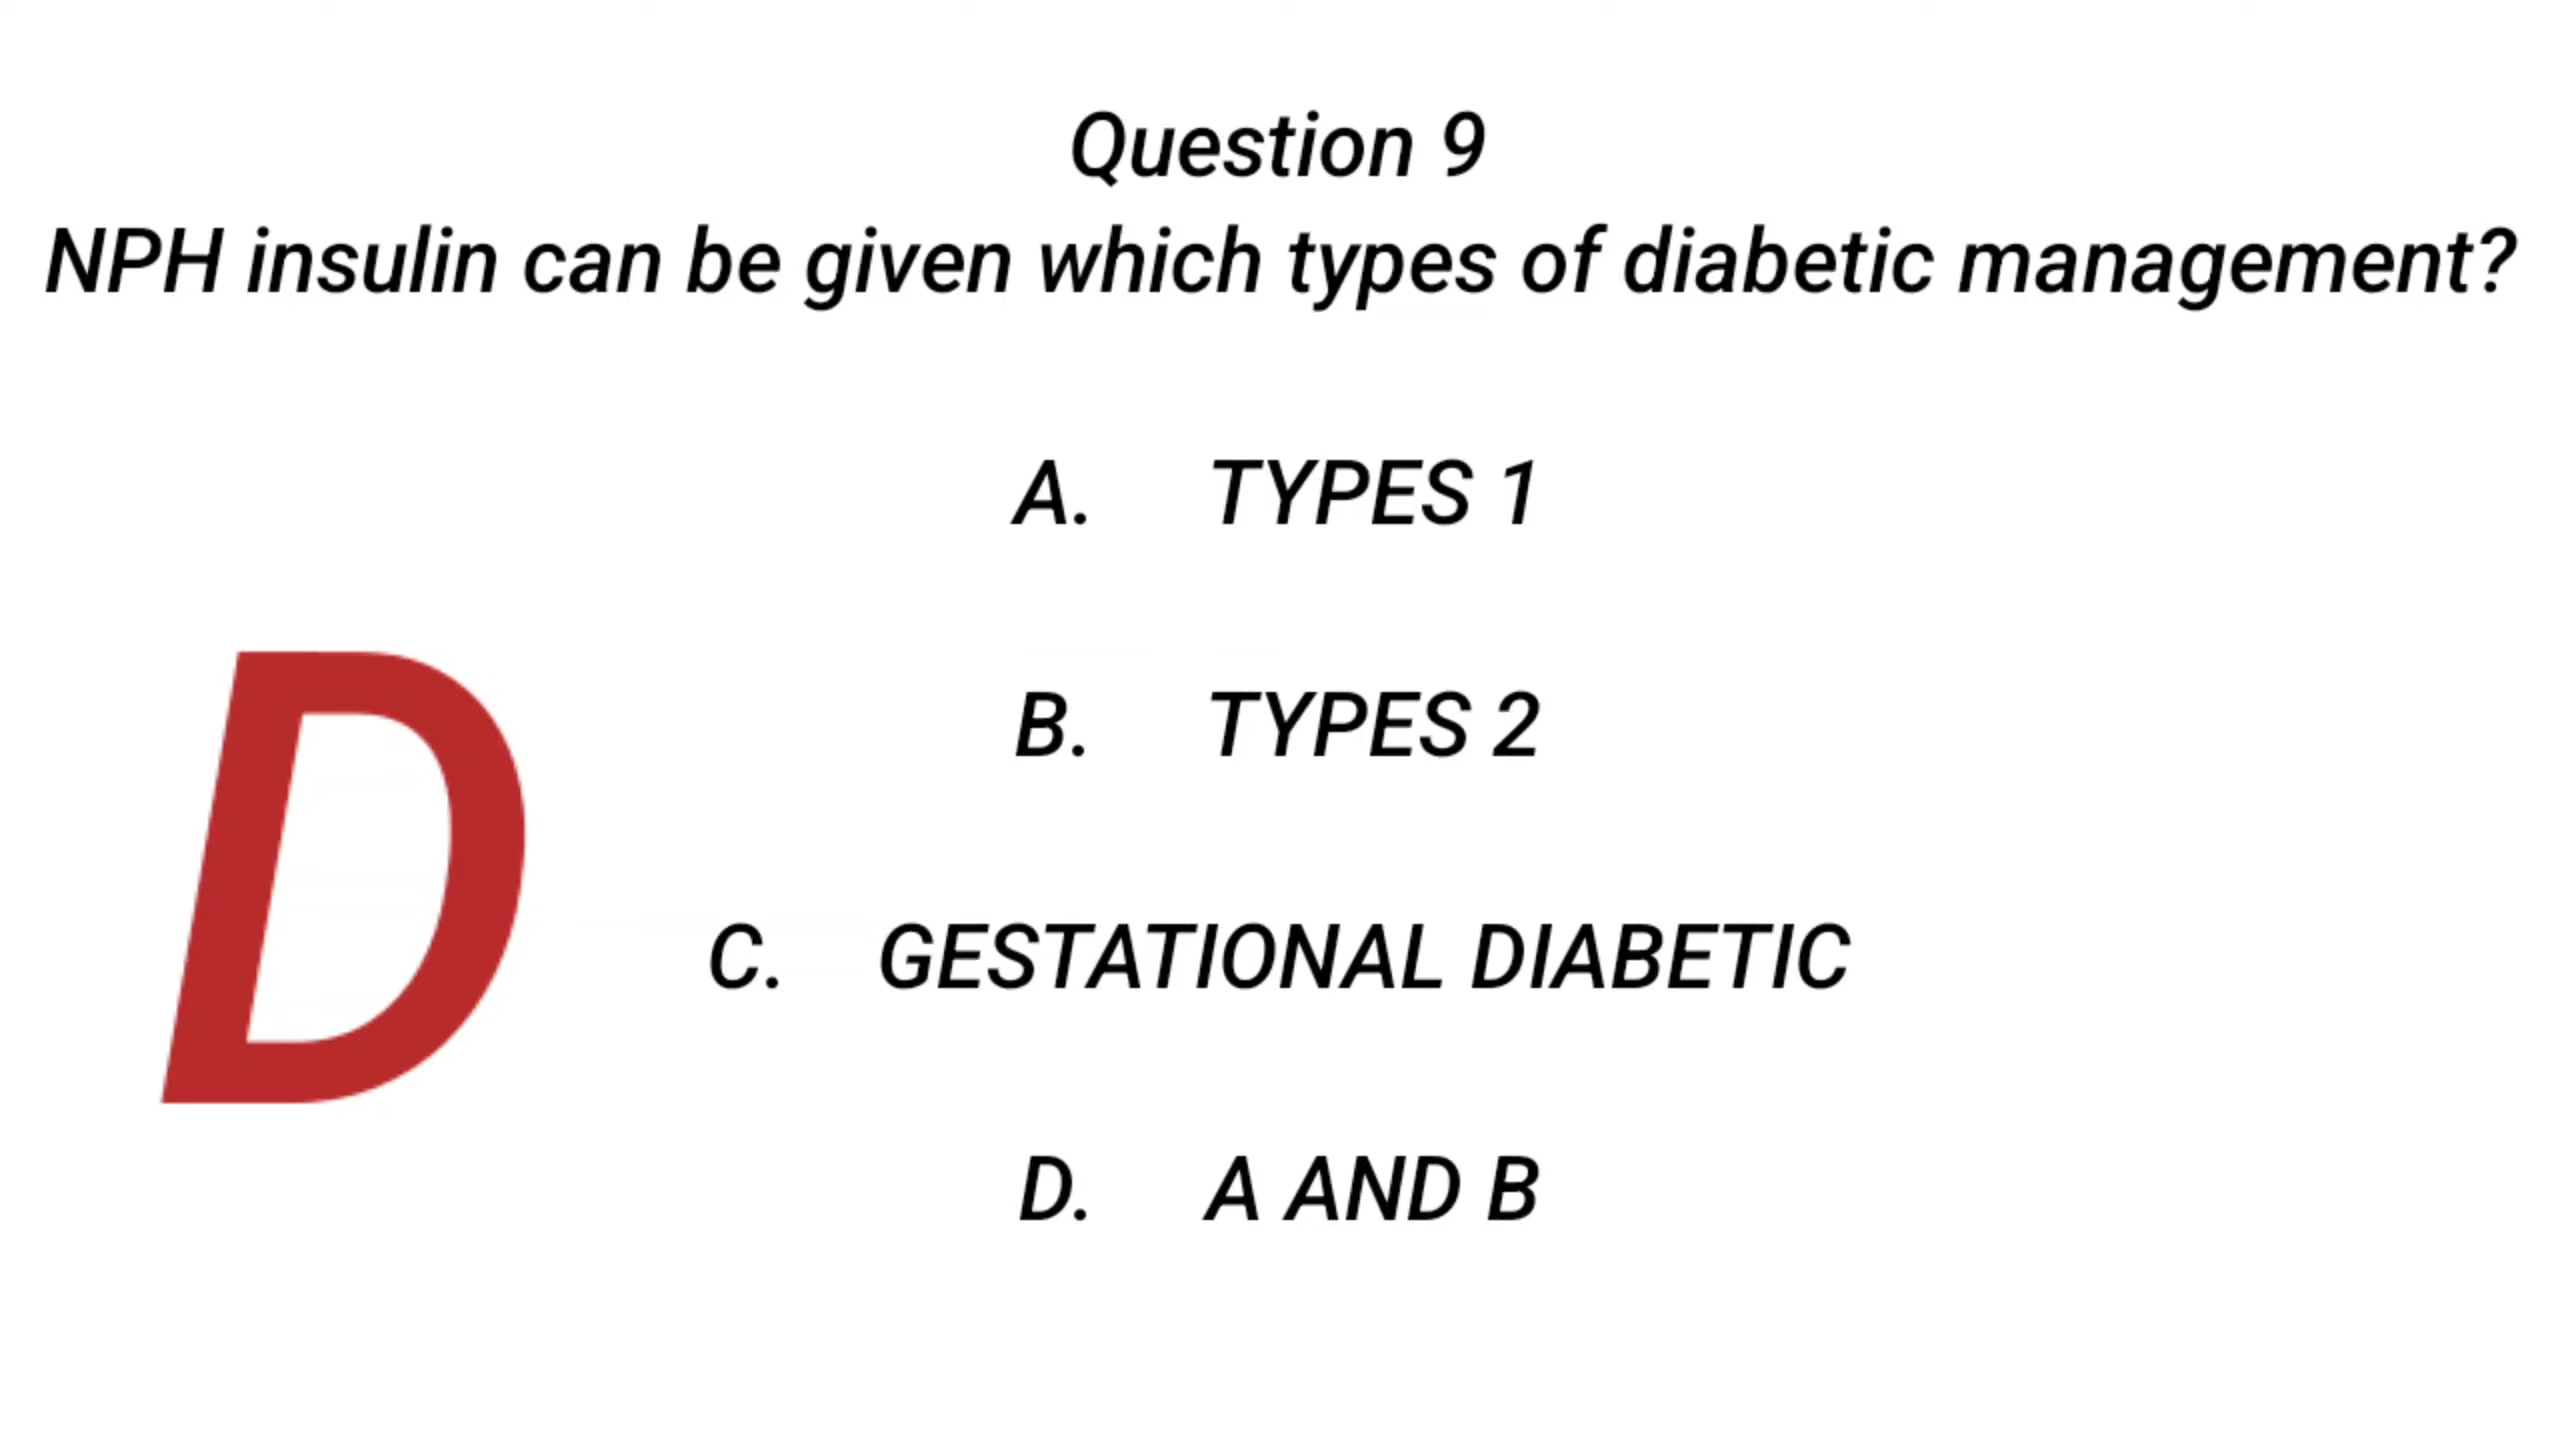 Question 9
NPH insulin can be given which types of diabetic management?
A. TYPES 1
B. TYPES 2
D
C. GESTATIONAL DIABETIC
D. A AND B